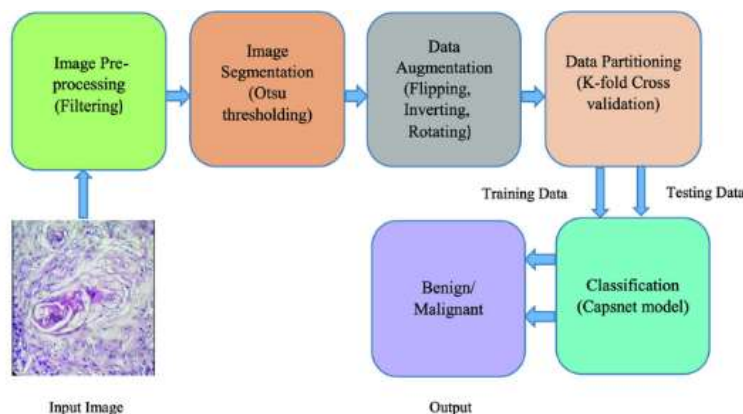 Image Pre-
processing
(Filtering)
Image
Segmentation
(Otsu
thresholding)
Data
Augmentation
(Flipping,
Inverting,
Rotating)
Data Partitioning
(K-fold Cross
validation)
Training Data
Testing Data
Benign/
Malignant
Classification
(Capsnet model)
Input Image
Output